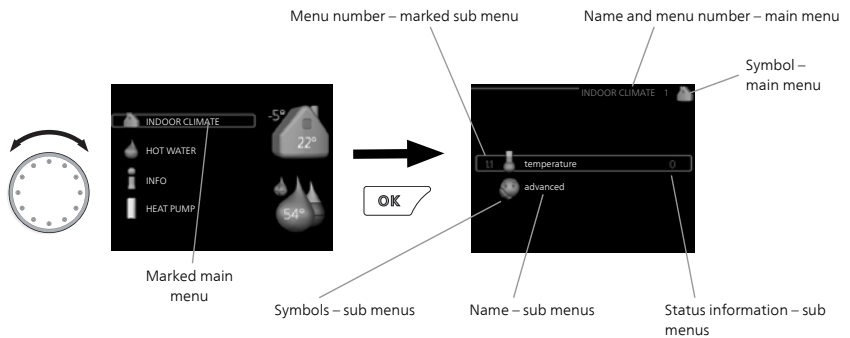 Menu number – marked sub menu
Name and menu number – main menu
Symbol –
main menu
INDOOR CLIMATE
-5°
22°
HOT WATER
INFO
HEAT PUMP
54°
OK
INDOOR CLIMATE 1
1.1 temperature 0
advanced
Marked main
menu
Symbols – sub menus
Name – sub menus
Status information – sub
menus